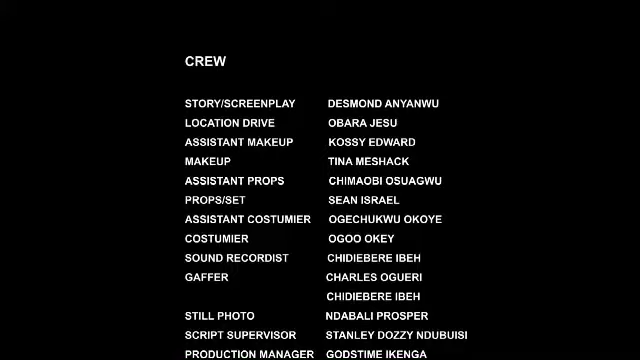 CREW
STORY/SCREENPLAY DESMOND ANYANWU
LOCATION DRIVE OBARA JESU
ASSISTANT MAKEUP KOSSY EDWARD
MAKEUP TINA MESHACK
ASSISTANT PROPS CHIMAOBI OSUAGWU
PROPS/SET SEAN ISRAEL
ASSISTANT COSTUMIER OGECHUKWU OKOYE
COSTUMIER OGOO OKEY
SOUND RECORDIST CHIDIEBERE IBEH
GAFFER CHARLES OGUERI
CHIDIEBERE IBEH
STILL PHOTO NDABALI PROSPER
SCRIPT SUPERVISOR STANLEY DOZZY NDUBUISI
PRODUCTION MANAGER GODSTIME IKENGA